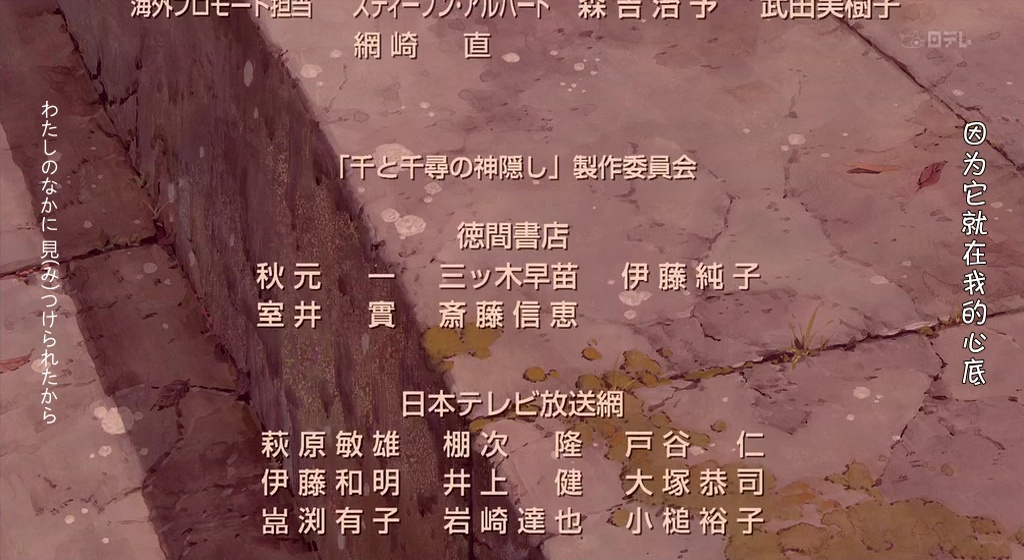 海外プロモート担当　スティーブン・アルパート　森吉治予　武田美樹子
網崎　直
日テレ
「千と千尋の神隠し」製作委員会
徳間書店
秋元　一　三ッ木早苗　伊藤純子
室井　實　斎藤信恵
日本テレビ放送網
萩原敏雄　棚次　隆　戸谷　仁
伊藤和明　井上　健　大塚恭司
嵓渕有子　岩崎達也　小槌裕子
わたしのなかに 見(み)つけられたから
因为它就在我的心底